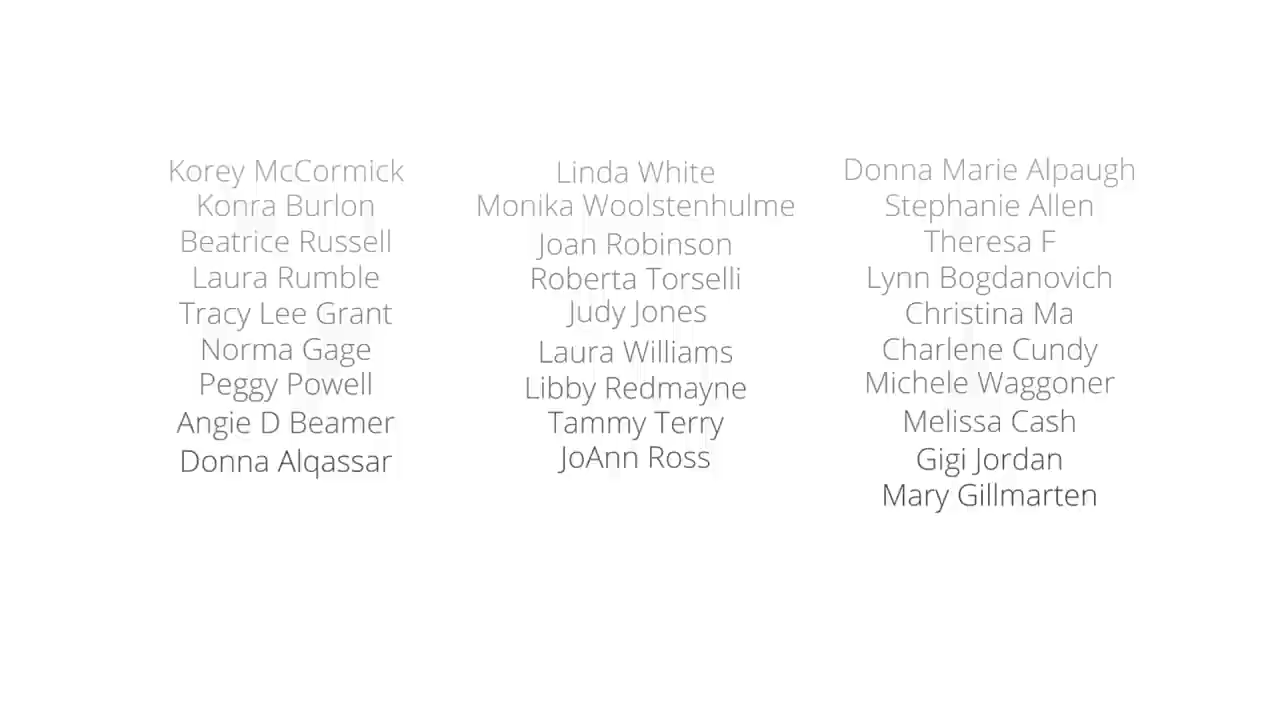 Korey McCormick
Konra Burlon
Beatrice Russell
Laura Rumble
Tracy Lee Grant
Norma Gage
Peggy Powell
Angie D Beamer
Donna Alqassar
Linda White
Monika Woolstenhulme
Joan Robinson
Roberta Torselli
Judy Jones
Laura Williams
Libby Redmayne
Tammy Terry
JoAnn Ross
Donna Marie Alpaugh
Stephanie Allen
Theresa F
Lynn Bogdanovich
Christina Ma
Charlene Cundy
Michele Waggoner
Melissa Cash
Gigi Jordan
Mary Gillmarten